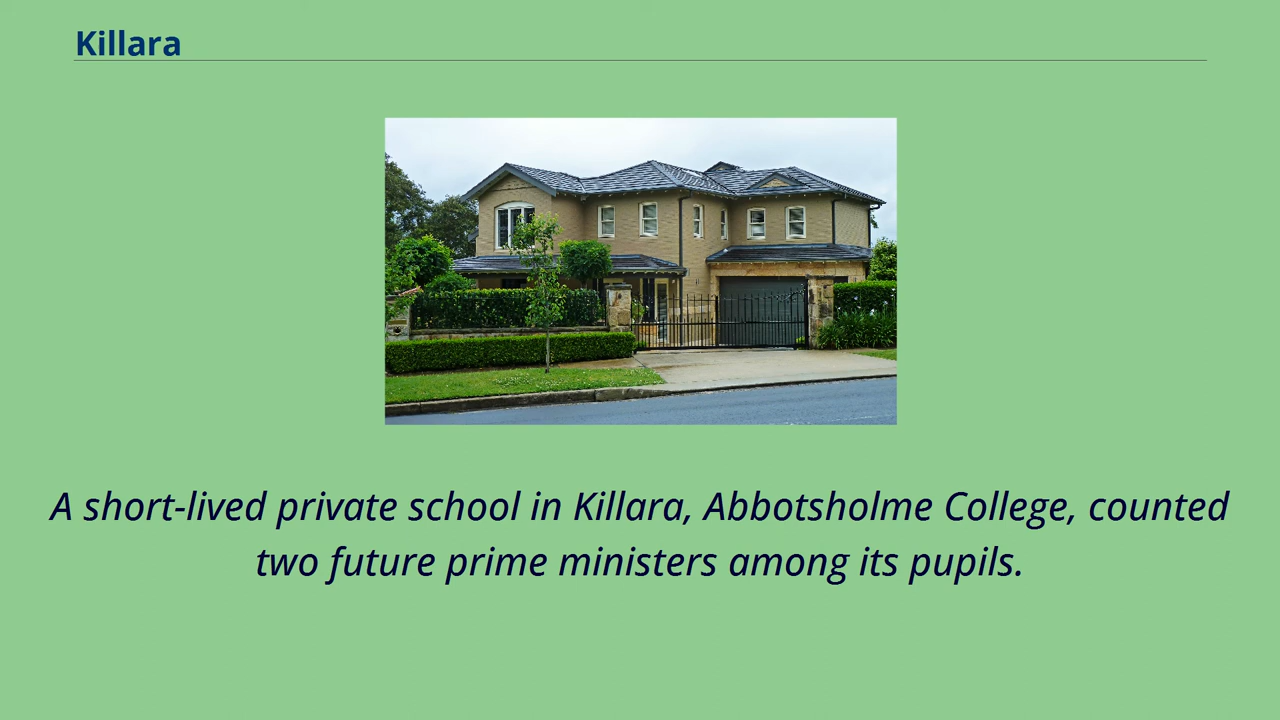 Killara
A short-lived private school in Killara, Abbotsholme College, counted
two future prime ministers among its pupils.